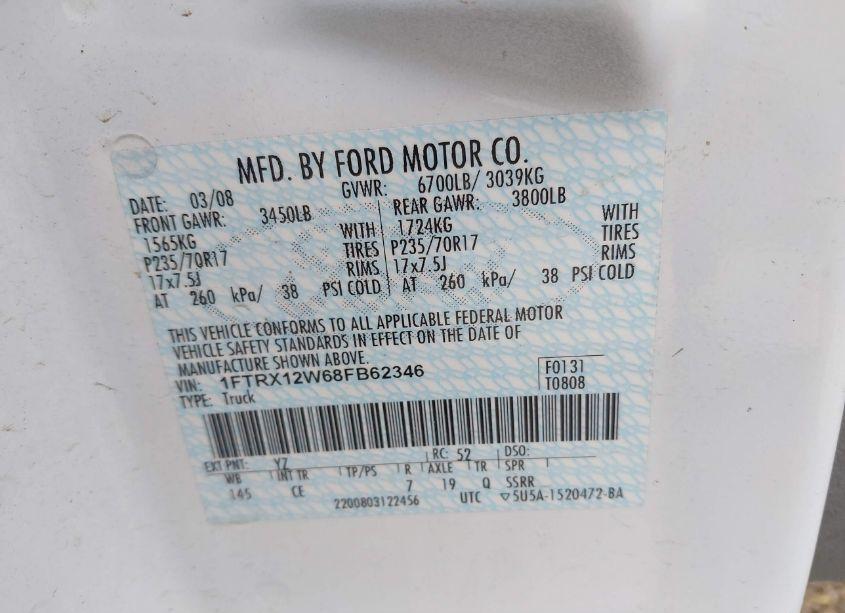 MFD. BY FORD MOTOR CO.
DATE: 03/08 GVWR: 6700LB/ 3039KG
FRONT GAWR: 3450LB REAR GAWR: 3800LB
1565KG WITH 1724KG WITH
P235/70R17 TIRES P235/70R17 TIRES
17x7.5J RIMS 17x7.5J RIMS
AT 260 kPa/ 38 PSI COLD AT 260 kPa/ 38 PSI COLD
THIS VEHICLE CONFORMS TO ALL APPLICABLE FEDERAL MOTOR
VEHICLE SAFETY STANDARDS IN EFFECT ON THE DATE OF
MANUFACTURE SHOWN ABOVE.
VIN: 1FTRX12W68FB62346 F0131
TYPE: Truck T0808
EXT PNT: YZ RC: 52 DSO:
WB INT TR TP/PS R AXLE TR SPR
145 CE 7 19 Q SSRR
2200803122456 UTC ▽5U5A-1520472-BA